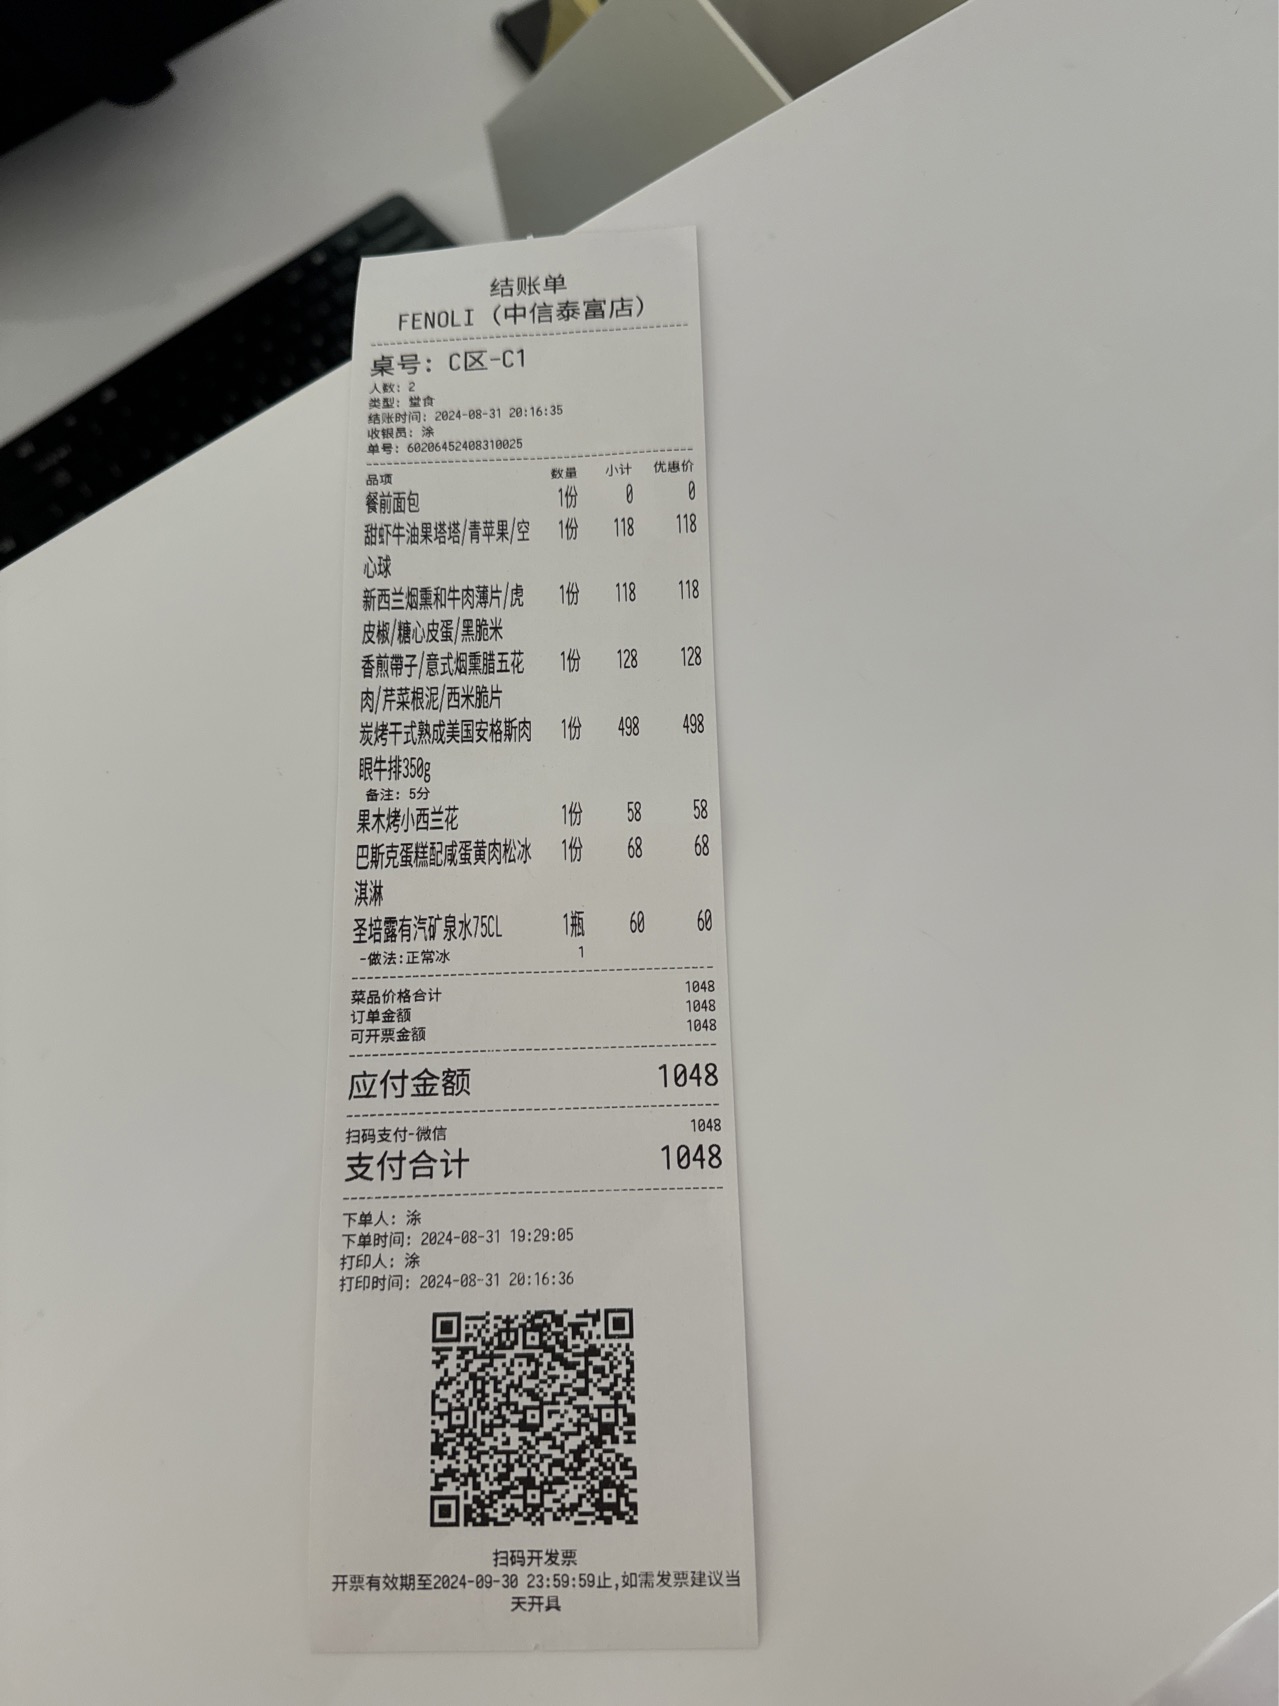 结账单
FENOLI（中信泰富店）
桌号: C区-C1
人数: 2
类型: 堂食
结账时间: 2024-08-31 20:16:35
收银员: 涂
单号: 60206452408310025
品项 数量 小计 优惠价
餐前面包 1份 0 0
甜虾牛油果塔塔/青苹果/空 1份 118 118
心球
新西兰烟熏和牛肉薄片/虎 1份 118 118
皮椒/糖心皮蛋/黑脆米
香煎带子/意式烟熏腊五花 1份 128 128
肉/芹菜根泥/西米脆片
炭烤干式熟成美国安格斯肉 1份 498 498
眼牛排350g
备注: 5分
果木烤小西兰花 1份 58 58
巴斯克蛋糕配咸蛋黄肉松冰 1份 68 68
淇淋
圣培露有汽矿泉水75CL 1瓶 60 60
-做法:正常冰 1
菜品价格合计 1048
订单金额 1048
可开票金额 1048
应付金额 1048
扫码支付-微信 1048
支付合计 1048
下单人: 涂
下单时间: 2024-08-31 19:29:05
打印人: 涂
打印时间: 2024-08-31 20:16:36
扫码开发票
开票有效期至2024-09-30 23:59:59止,如需发票建议当
天开具